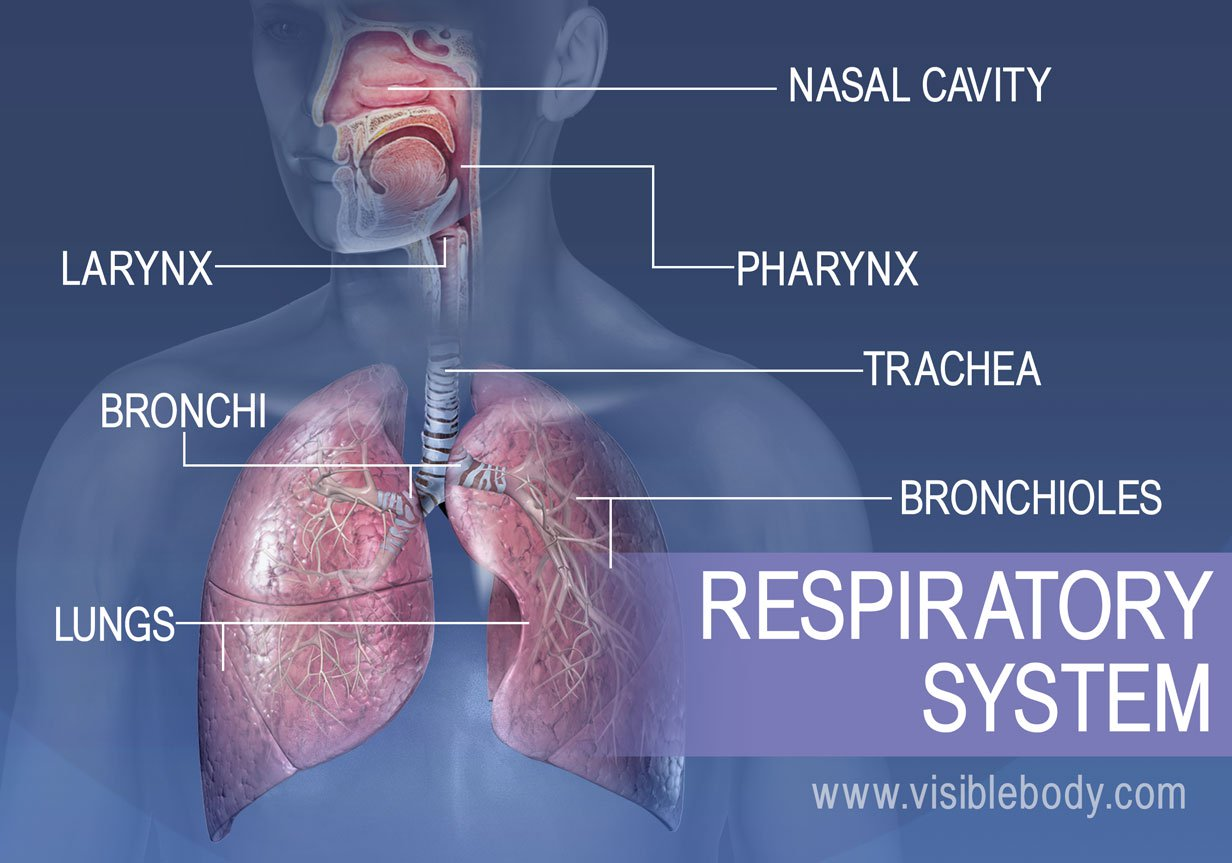 NASAL CAVITY
LARYNX
PHARYNX
TRACHEA
BRONCHI
BRONCHIOLES
LUNGS
RESPIRATORY
SYSTEM
www.visiblebody.com